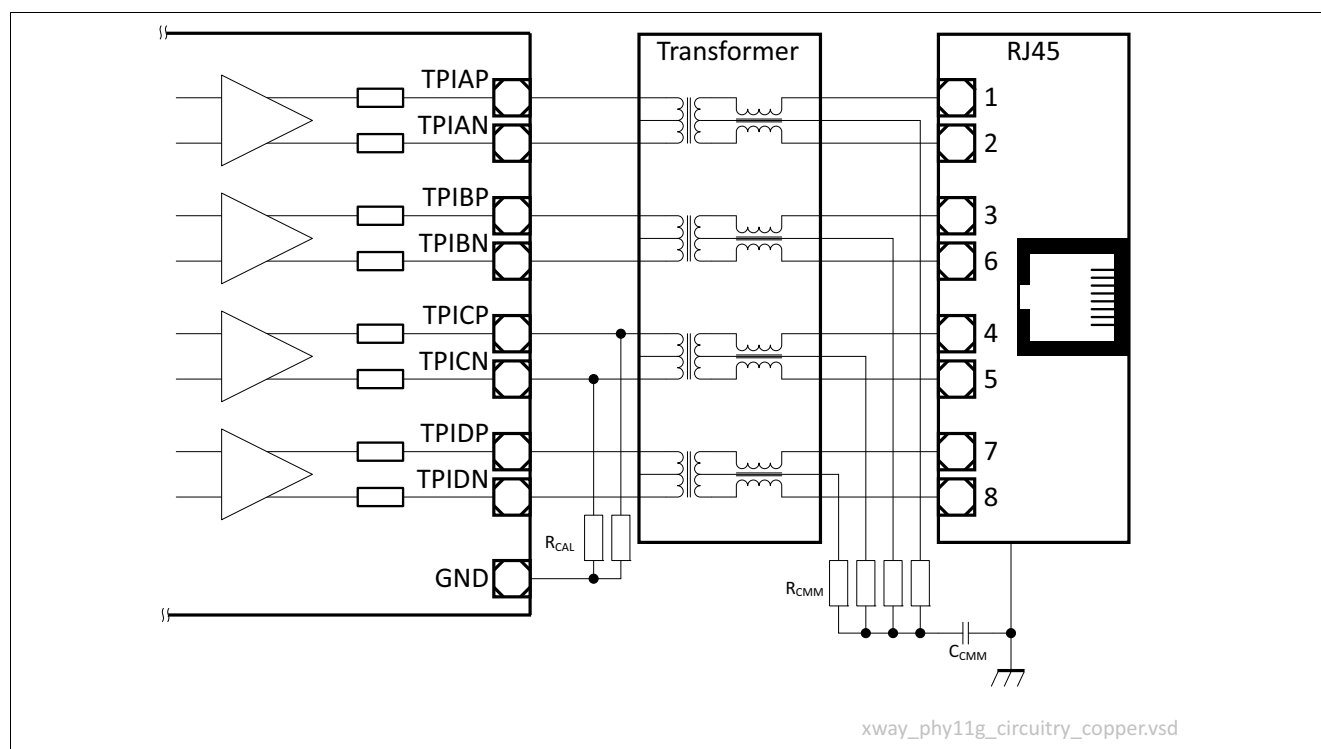 Transformer
RJ45
TPIAP
1
TPIAN
2
TPIBP
3
TPIBN
6
TPICP
4
TPICN
5
TPIDP
7
TPIDN
8
RCAL
GND
RCMM
CCMM
xway_phy11g_circuitry_copper.vsd